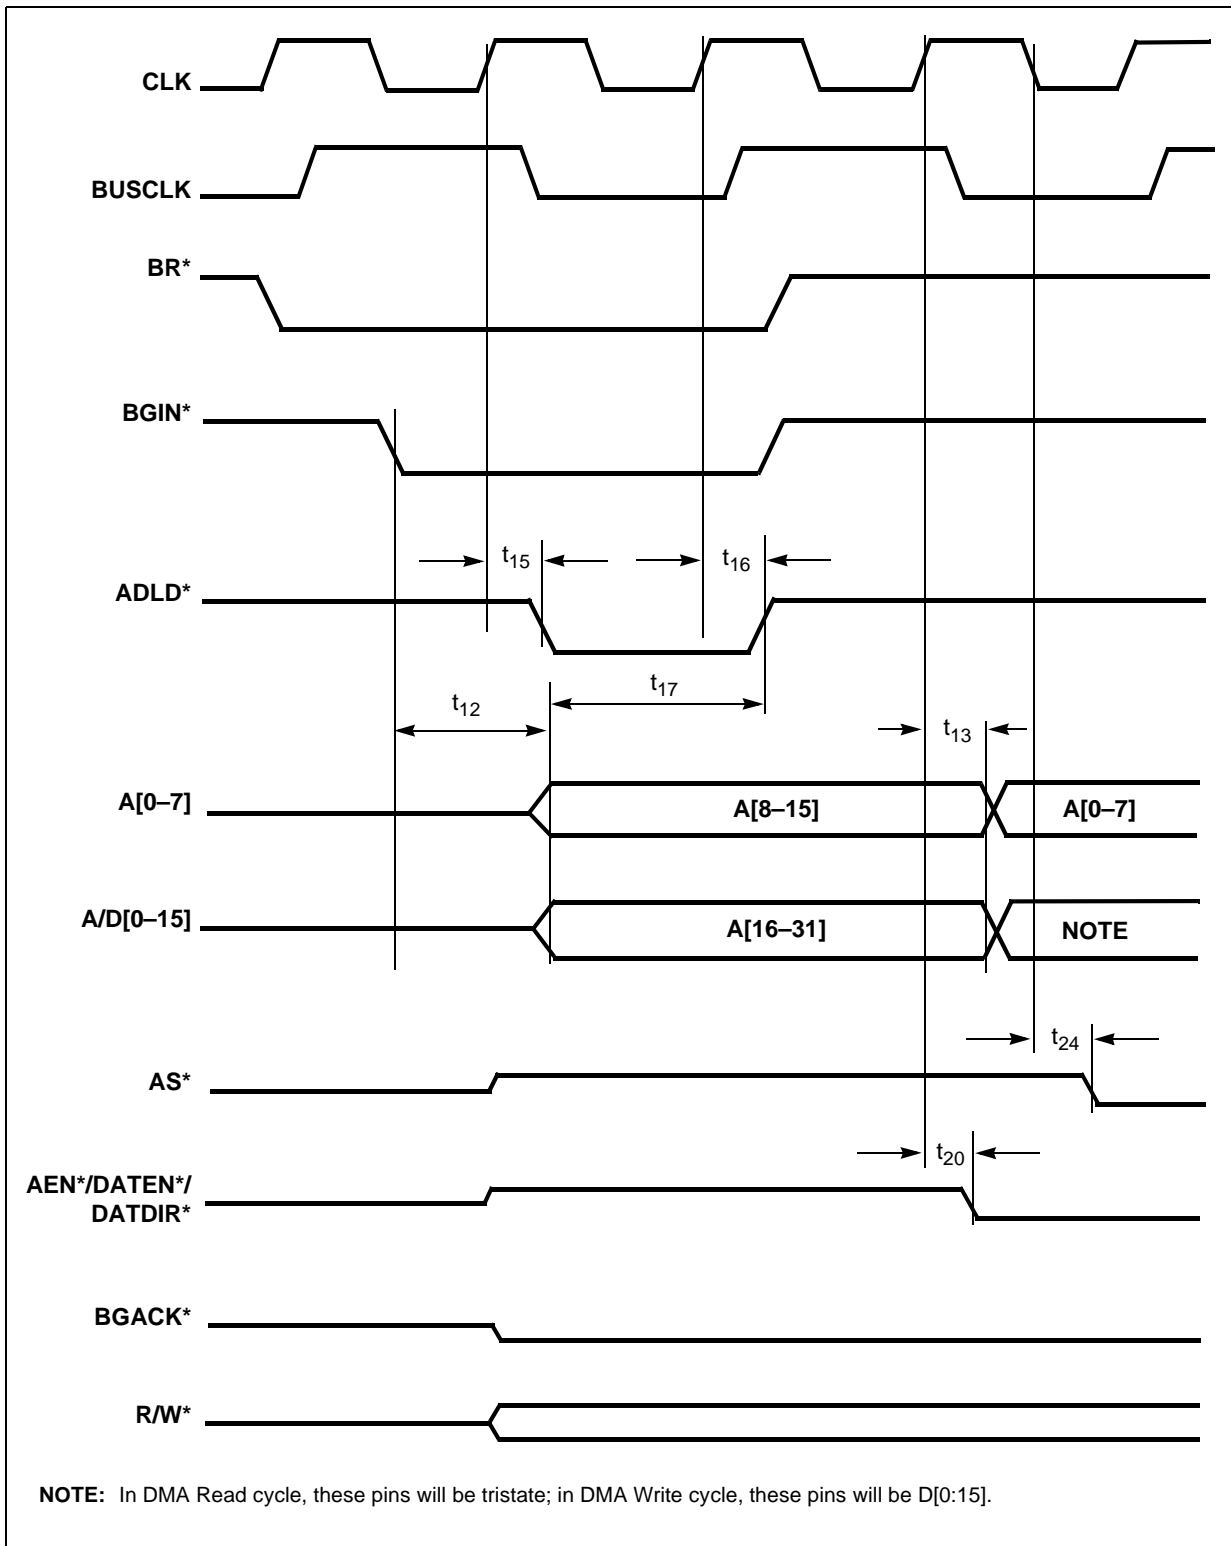 CLK
BUSCLK
BR*
BGIN*
t15
t16
ADLD*
t17
t12
t13
A[0–7]
A[8–15]
A[0–7]
A/D[0–15]
A[16–31]
NOTE
t24
AS*
t20
AEN*/DATEN*/
DATDIR*
BGACK*
R/W*
NOTE: In DMA Read cycle, these pins will be tristate; in DMA Write cycle, these pins will be D[0:15].